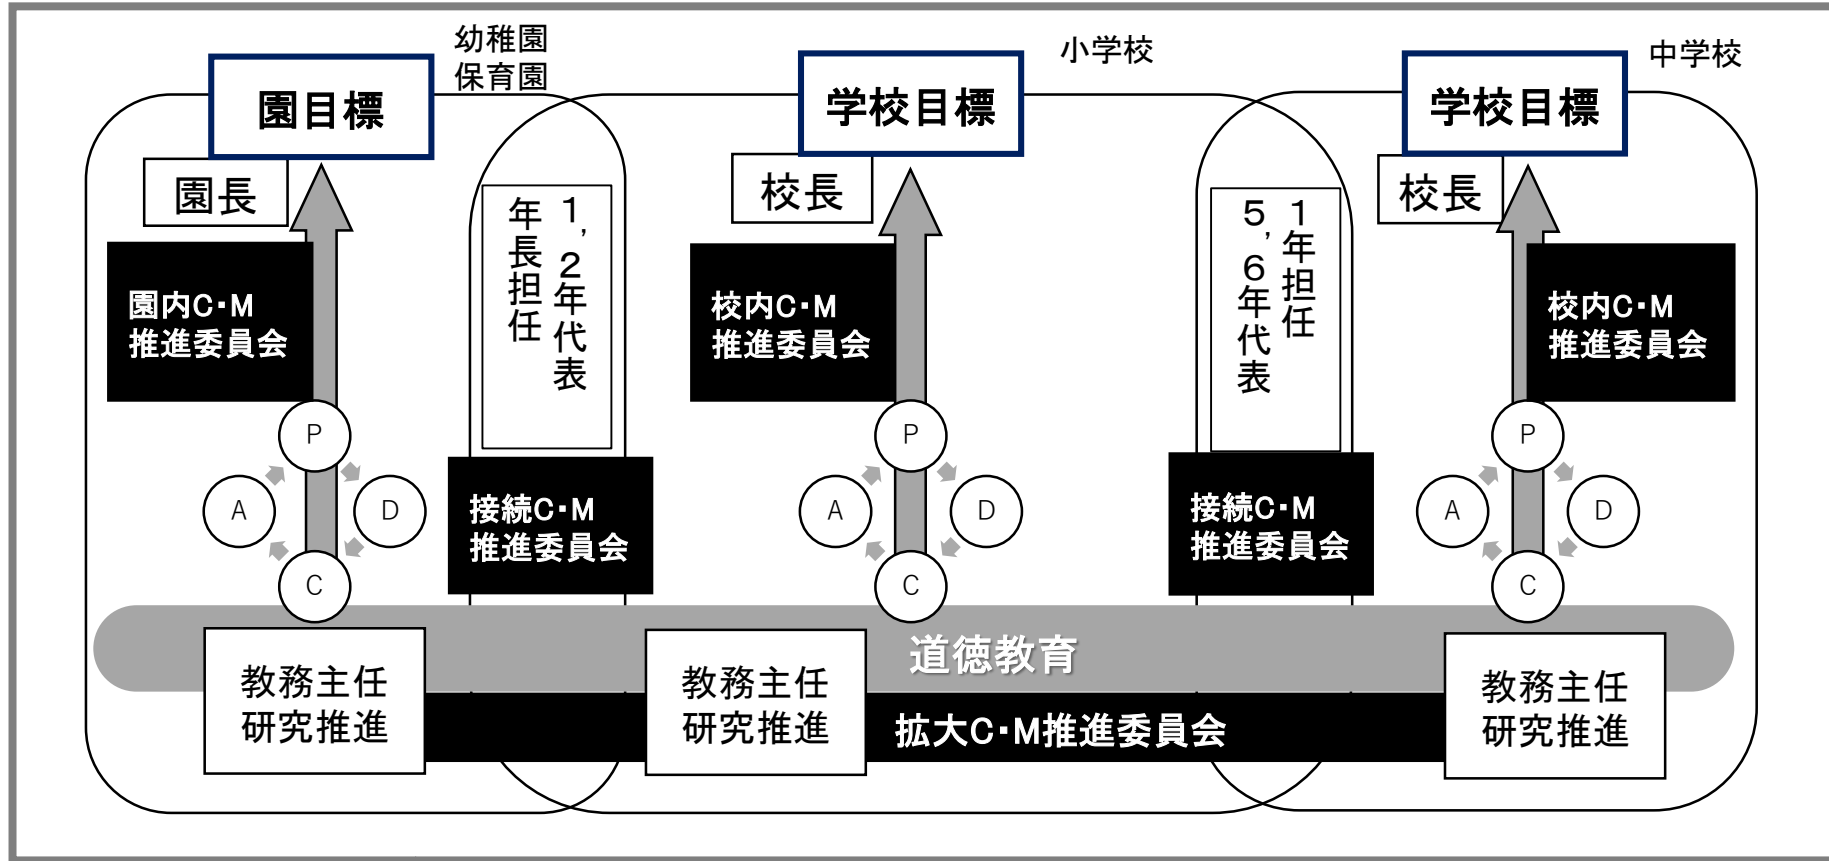 幼稚園
保育園
園目標
園長
園内C・M
推進委員会
P
A
D
C
教務主任
研究推進
1,2年代表
年長担任
接続C・M
推進委員会
小学校
学校目標
校長
校内C・M
推進委員会
P
A
D
C
教務主任
研究推進
1年担任
5,6年代表
接続C・M
推進委員会
中学校
学校目標
校長
校内C・M
推進委員会
P
A
D
C
教務主任
研究推進
道徳教育
拡大C・M推進委員会